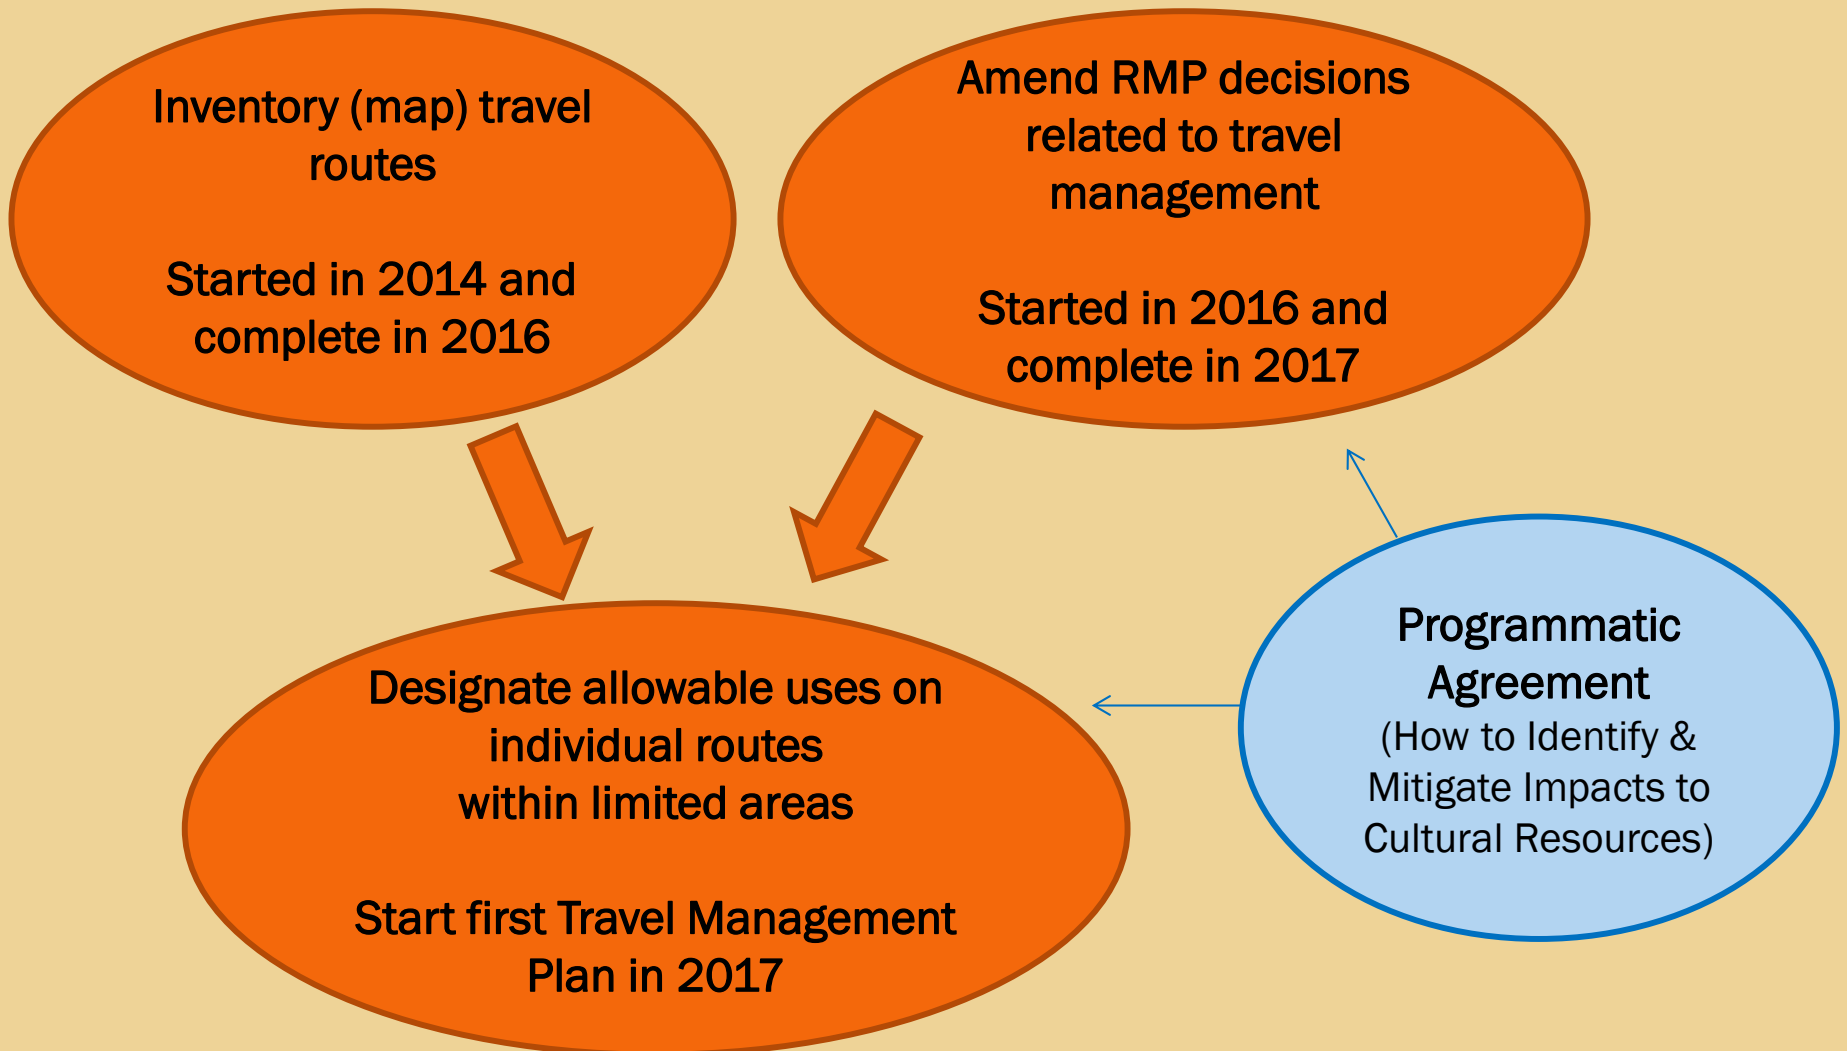 Inventory (map) travel
routes
Started in 2014 and
complete in 2016
Amend RMP decisions
related to travel
management
Started in 2016 and
complete in 2017
Designate allowable uses on
individual routes
within limited areas
Start first Travel Management
Plan in 2017
Programmatic
Agreement
(How to Identify &
Mitigate Impacts to
Cultural Resources)